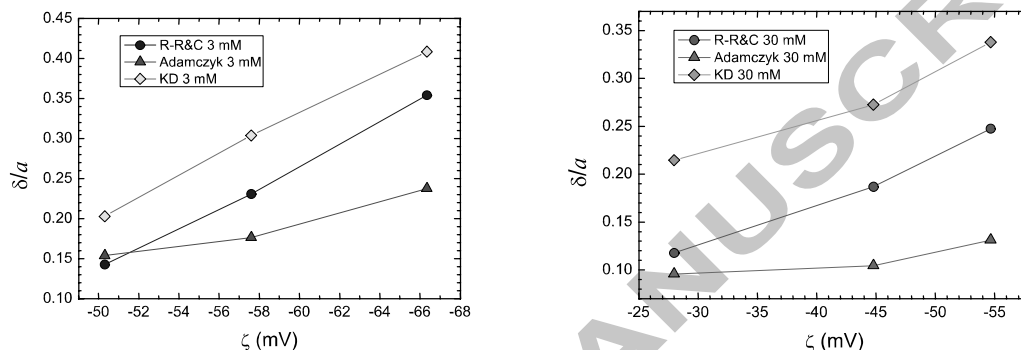 R-R&C 3 mM
Adamczyk 3 mM
KD 3 mM
0.45
0.40
0.35
0.30
0.25
0.20
0.15
0.10
δ/a
-50 -52 -54 -56 -58 -60 -62 -64 -66 -68
ζ (mV)
R-R&C 30 mM
Adamczyk 30 mM
KD 30 mM
0.35
0.30
0.25
0.20
0.15
0.10
δ/a
-25 -30 -35 -40 -45 -50 -55
ζ (mV)
ANUSCR